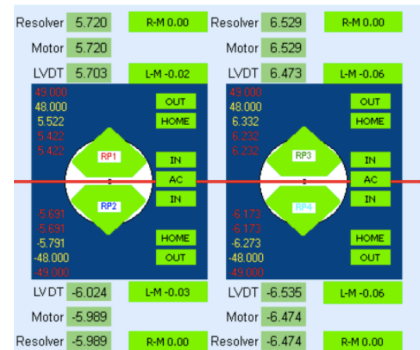 Resolver 5.720 R-M 0.00 Resolver 6.529 R-M 0.00
Motor 5.720 Motor 6.529
LVDT 5.703 L-M -0.02 LVDT 6.473 L-M -0.06
49.000 49.000
48.000 OUT 48.000 OUT
5.522 HOME 6.332 HOME
5.422 6.232
5.422 RP1 IN 6.232 RP3 IN
AC AC
-5.691 RP2 IN -6.173 RP4 IN
-5.691 -6.173
-5.791 HOME -6.273 HOME
-48.000 OUT -48.000 OUT
-49.000 -49.000
LVDT -6.024 L-M -0.03 LVDT -6.535 L-M -0.06
Motor -5.989 Motor -6.474
Resolver -5.989 R-M 0.00 Resolver -6.474 R-M 0.00